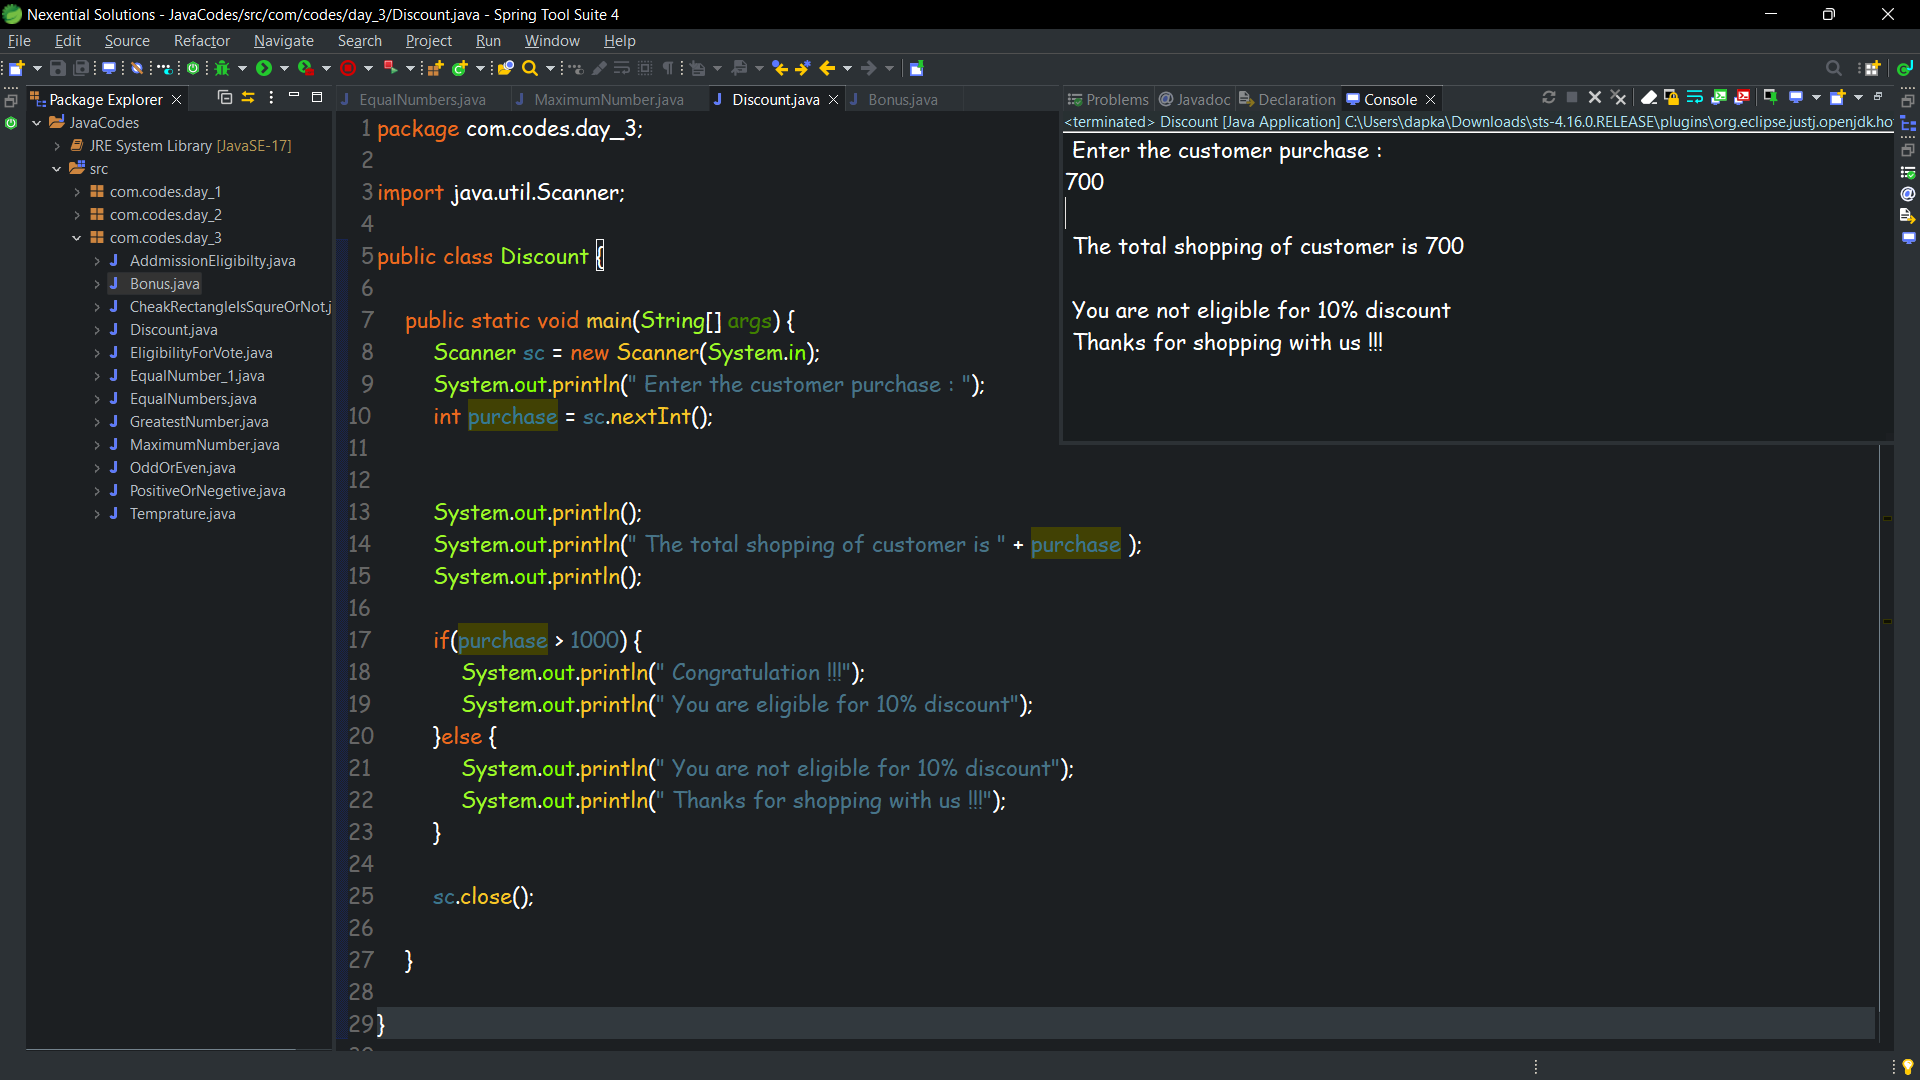 Nexential Solutions - JavaCodes/src/com/codes/day_3/Discount.java - Spring Tool Suite 4
File Edit Source Refactor Navigate Search Project Run Window Help
Package Explorer
JavaCodes
JRE System Library [JavaSE-17]
src
com.codes.day_1
com.codes.day_2
com.codes.day_3
AddmissionEligibilty.java
Bonus.java
CheakRectangleIsSqureOrNot.j
Discount.java
EligibilityForVote.java
EqualNumber_1.java
EqualNumbers.java
GreatestNumber.java
MaximumNumber.java
OddOrEven.java
PositiveOrNegetive.java
Temprature.java
EqualNumbers.java MaximumNumber.java Discount.java Bonus.java
1 package com.codes.day_3;
2
3 import java.util.Scanner;
4
5 public class Discount {
6
7 public static void main(String[] args) {
8 Scanner sc = new Scanner(System.in);
9 System.out.println(" Enter the customer purchase : ");
10 int purchase = sc.nextInt();
11
12
13 System.out.println();
14 System.out.println(" The total shopping of customer is " + purchase );
15 System.out.println();
16
17 if(purchase > 1000) {
18 System.out.println(" Congratulation !!!");
19 System.out.println(" You are eligible for 10% discount");
20 }else {
21 System.out.println(" You are not eligible for 10% discount");
22 System.out.println(" Thanks for shopping with us !!!");
23 }
24
25 sc.close();
26
27 }
28
29 }
Problems Javadoc Declaration Console
<terminated> Discount [Java Application] C:\Users\dapka\Downloads\sts-4.16.0.RELEASE\plugins\org.eclipse.justj.openjdk.ho
Enter the customer purchase :
700
The total shopping of customer is 700
You are not eligible for 10% discount
Thanks for shopping with us !!!